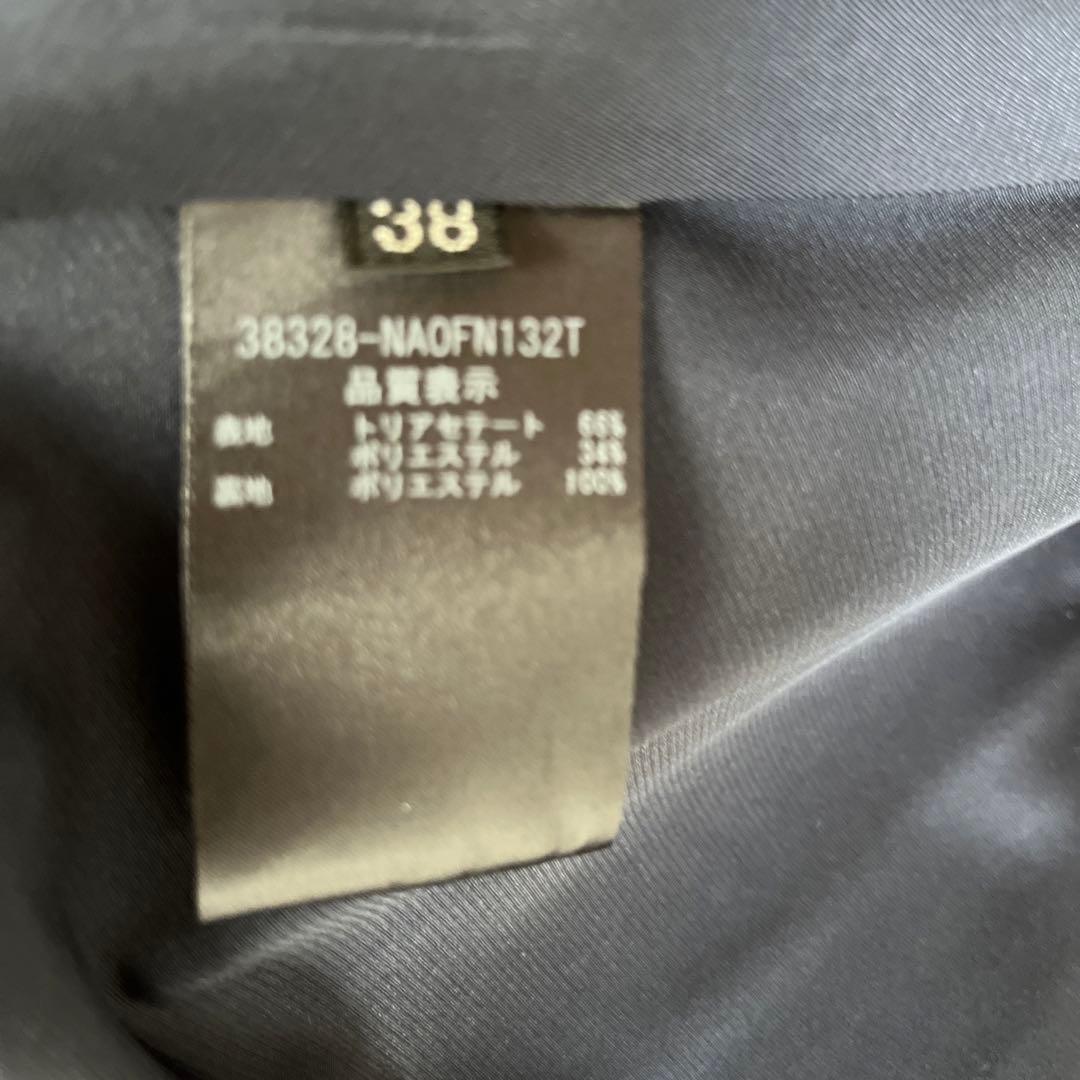 38
38328-NA0FN132T
品質表示
表地 トリアセテート 66%
ポリエステル 34%
裏地 ポリエステル 100%